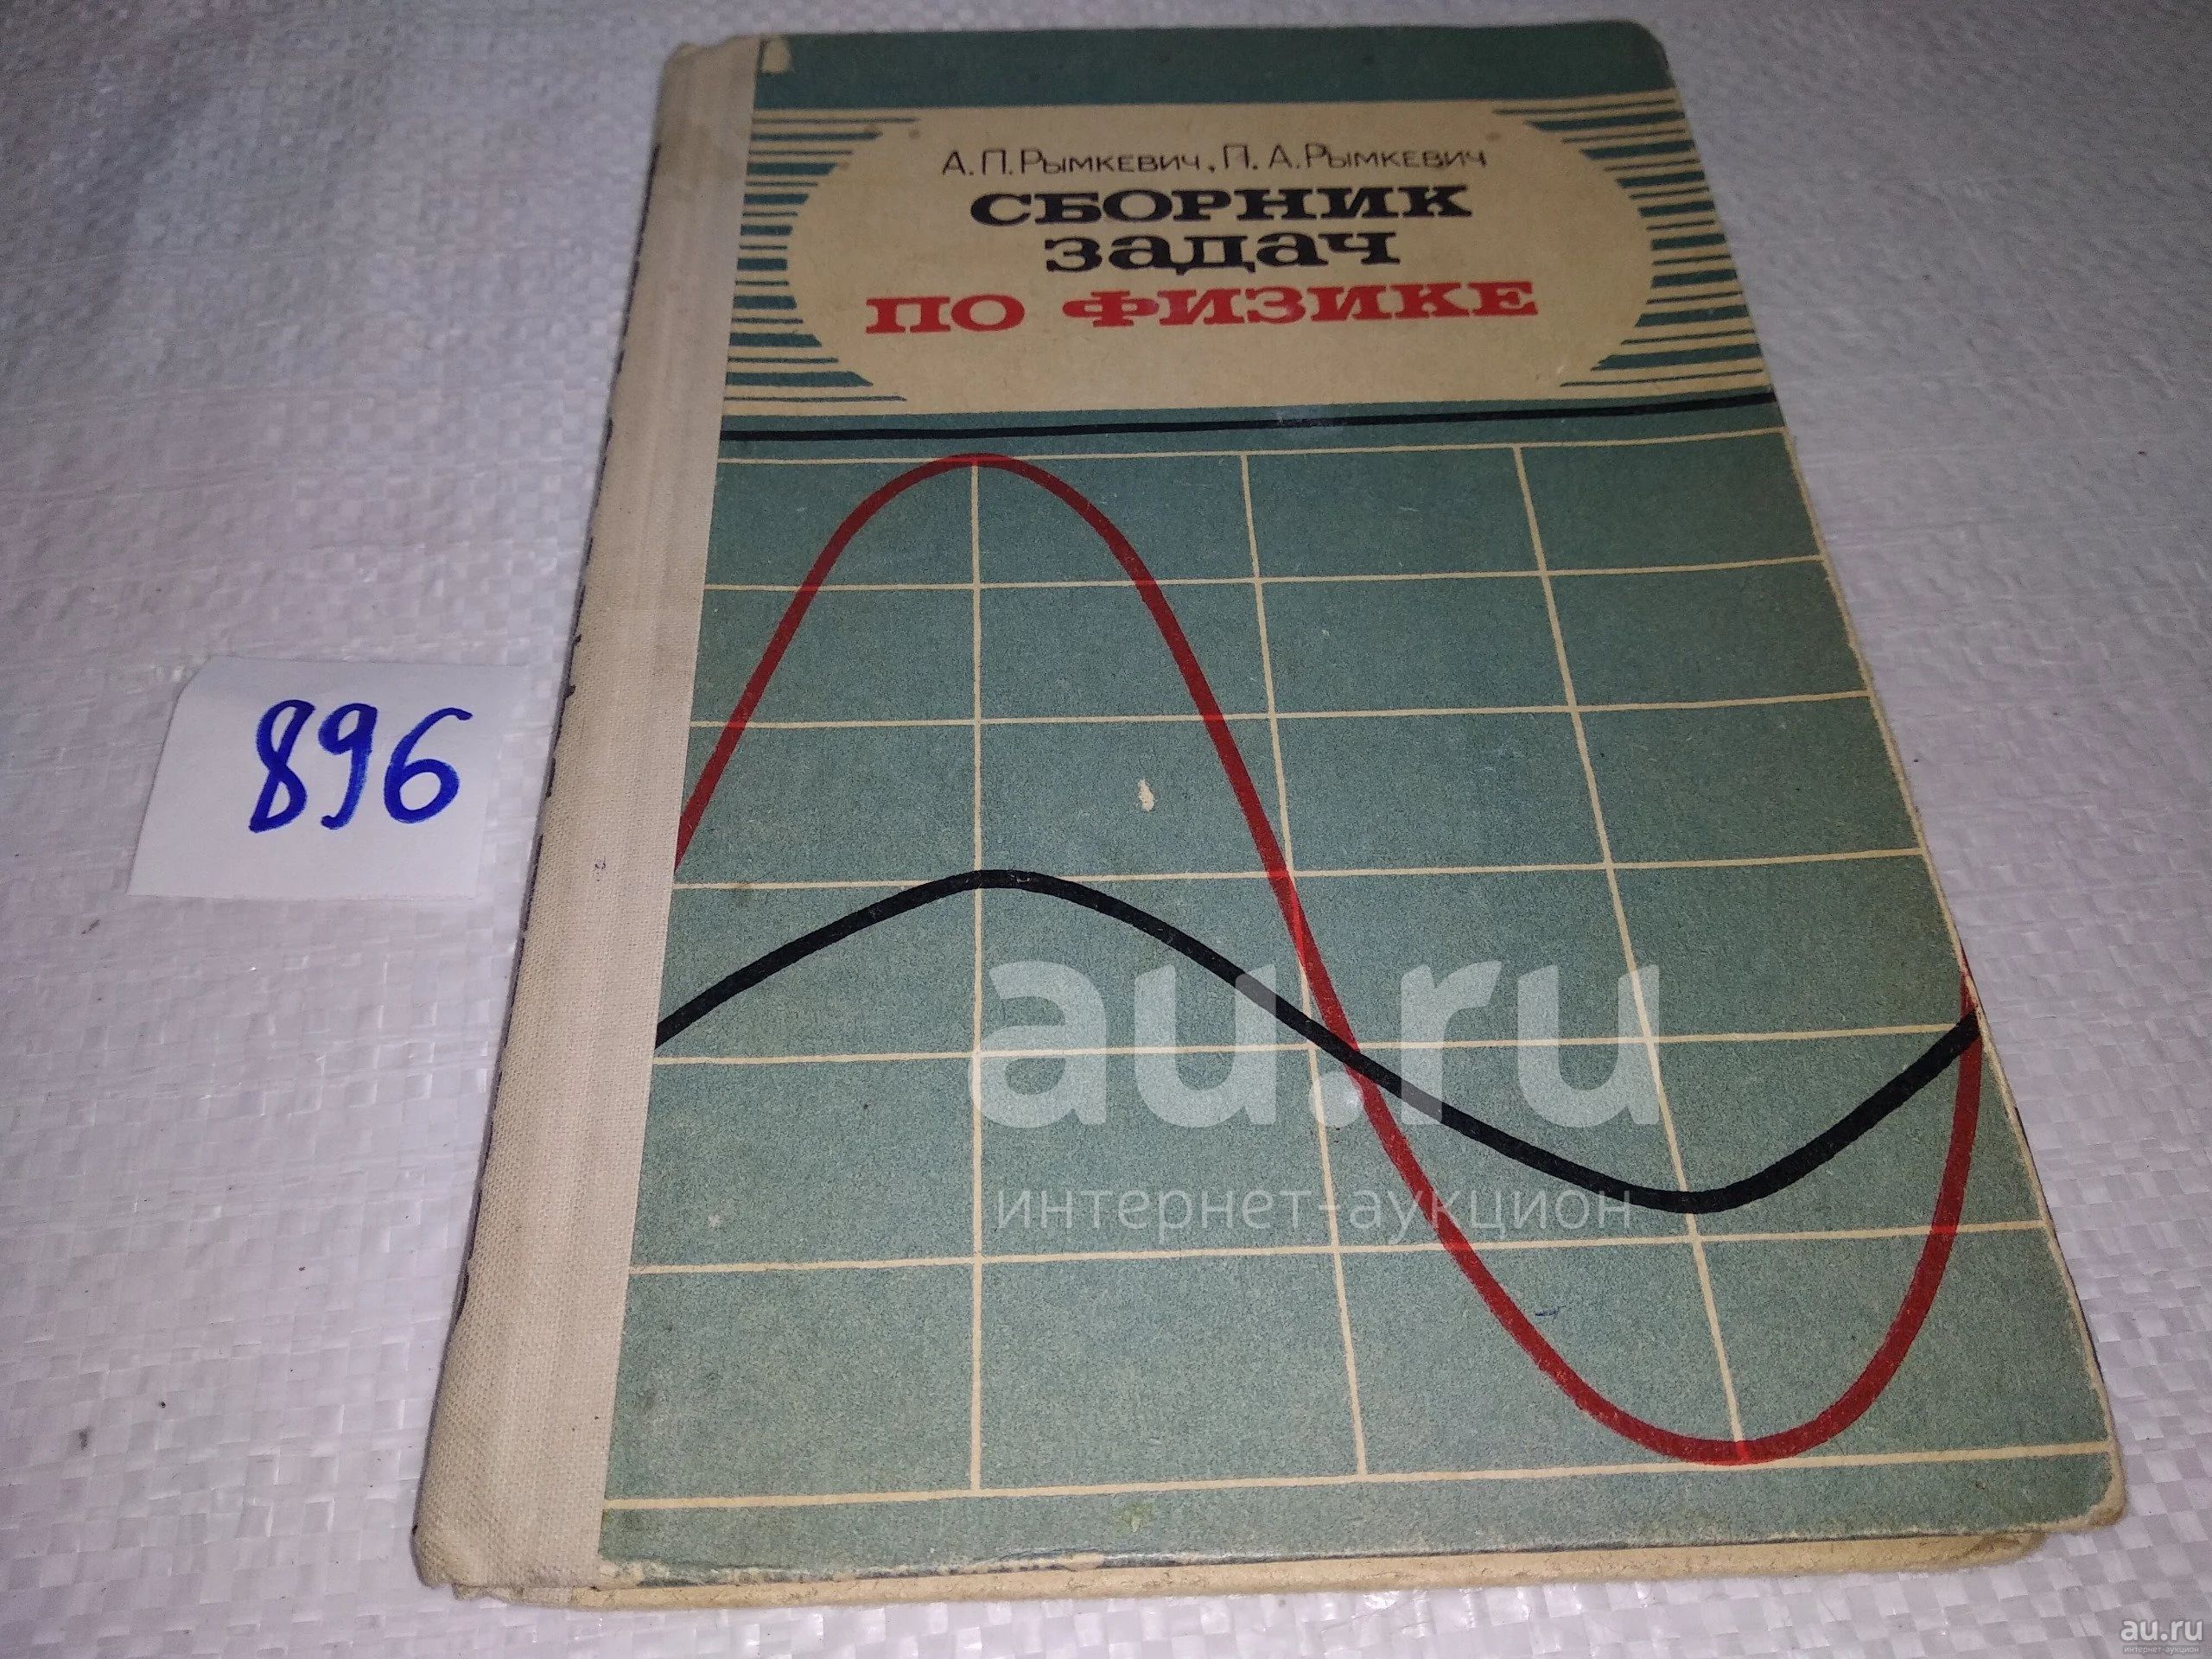 А.П.Рымкевич, П.А.Рымкевич
СБОРНИК
задач
ПО ФИЗИКЕ
896
au.ru
интернет-аукцион
au.ru
интернет-аукцион